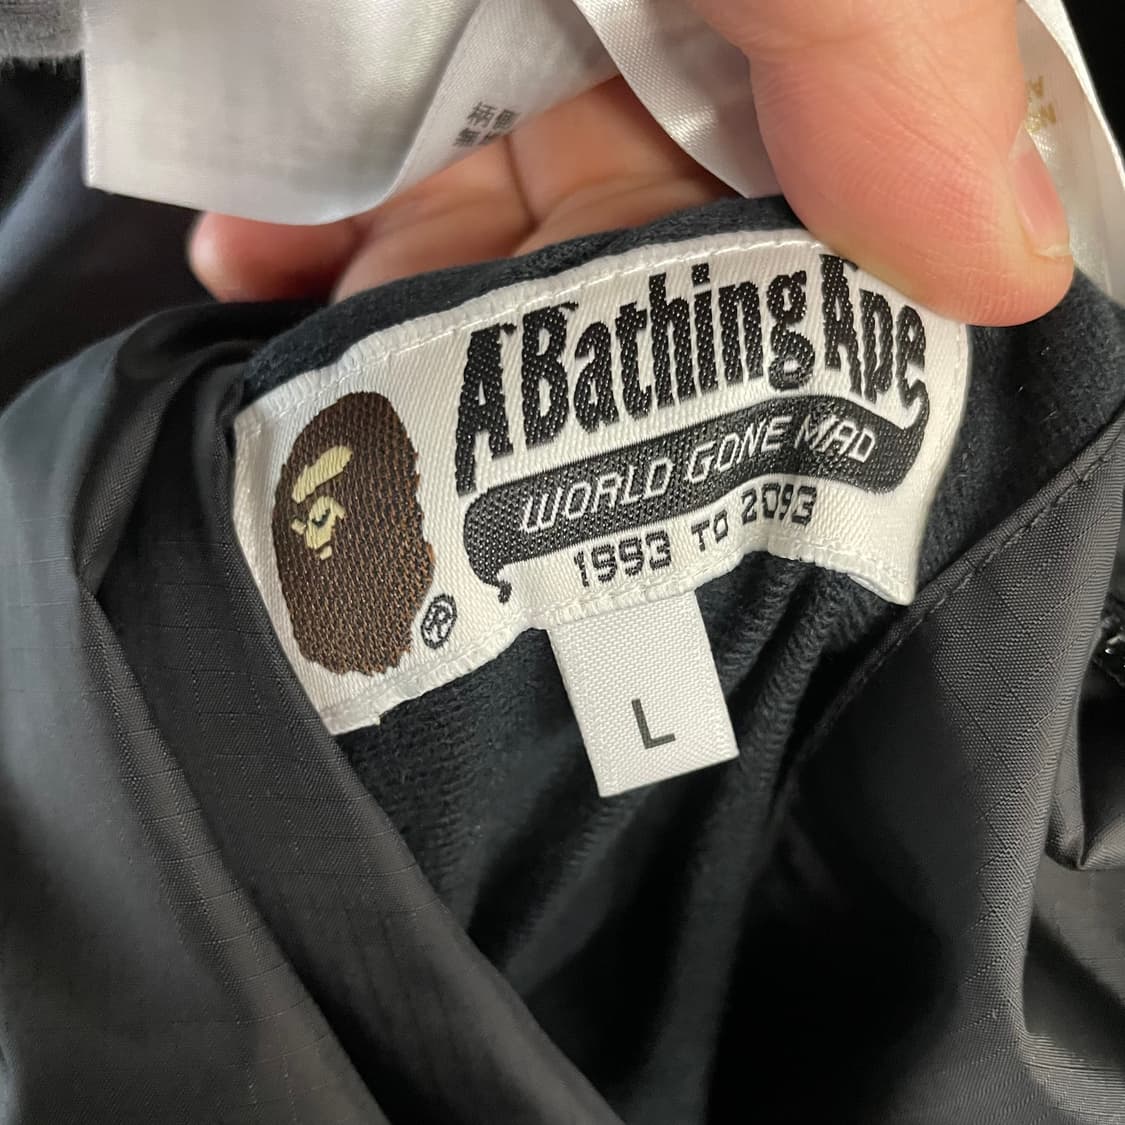 A Bathing Ape
WORLD GONE MAD
1993 TO 2093
®
L